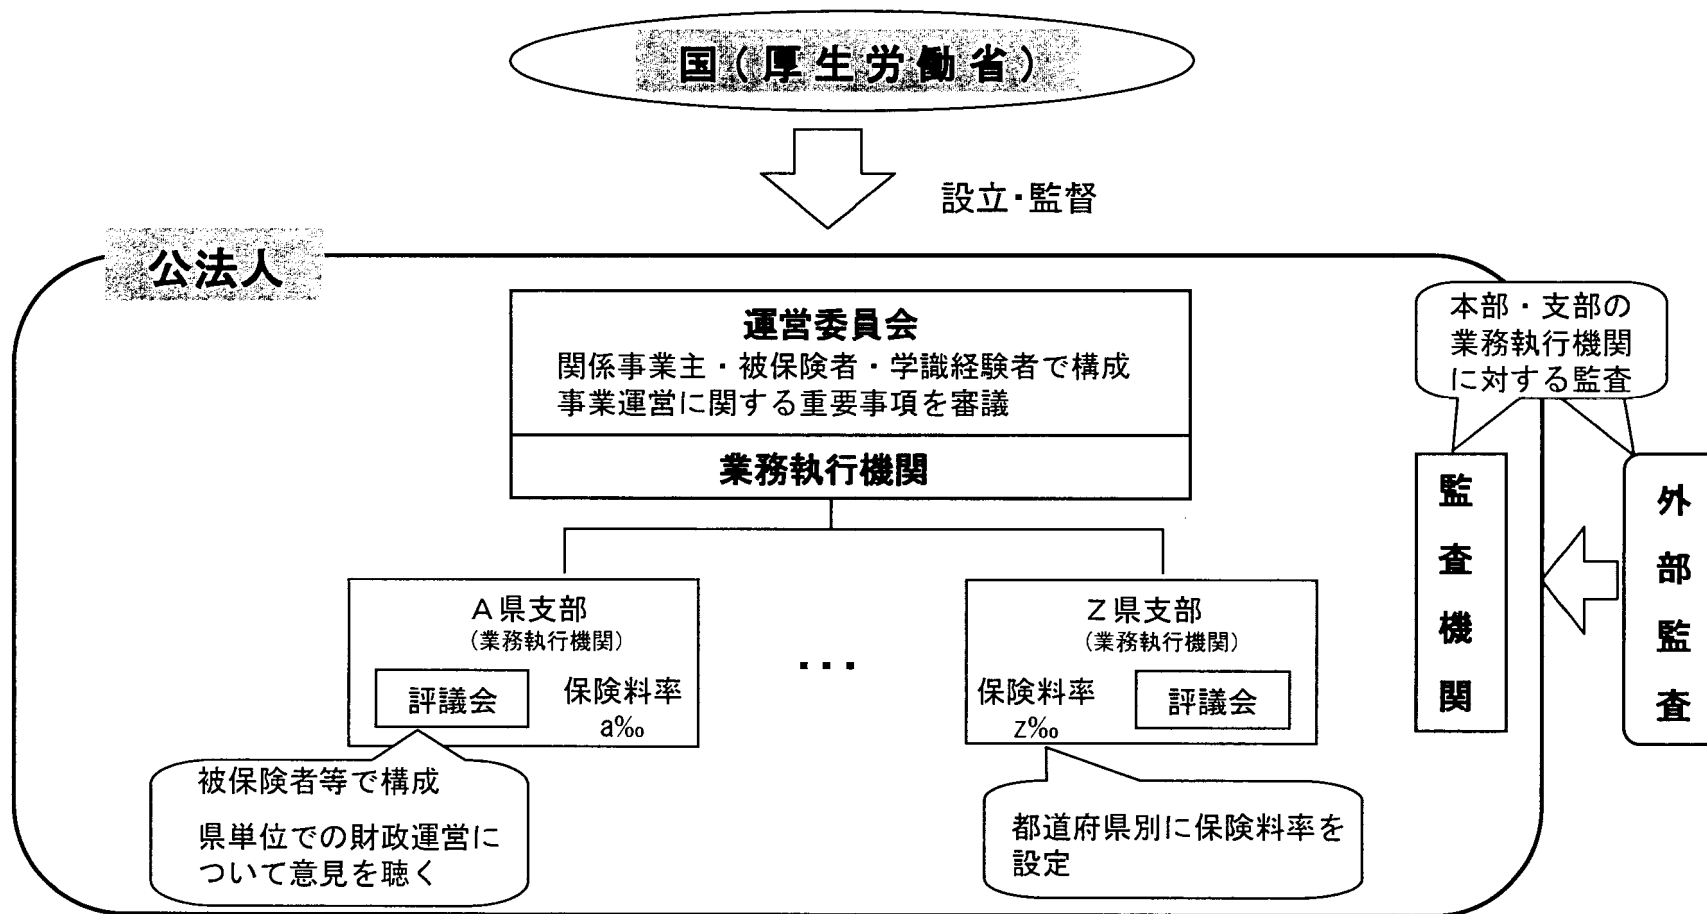 国(厚生労働省)
設立・監督
公法人
運営委員会
関係事業主・被保険者・学識経験者で構成
事業運営に関する重要事項を審議
業務執行機関
本部・支部の
業務執行機関
に対する監査
監査機関
外部監査
A県支部
(業務執行機関)
評議会
保険料率
a‰
・・・
Z県支部
(業務執行機関)
保険料率
z‰
評議会
被保険者等で構成
県単位での財政運営に
ついて意見を聴く
都道府県別に保険料率を
設定